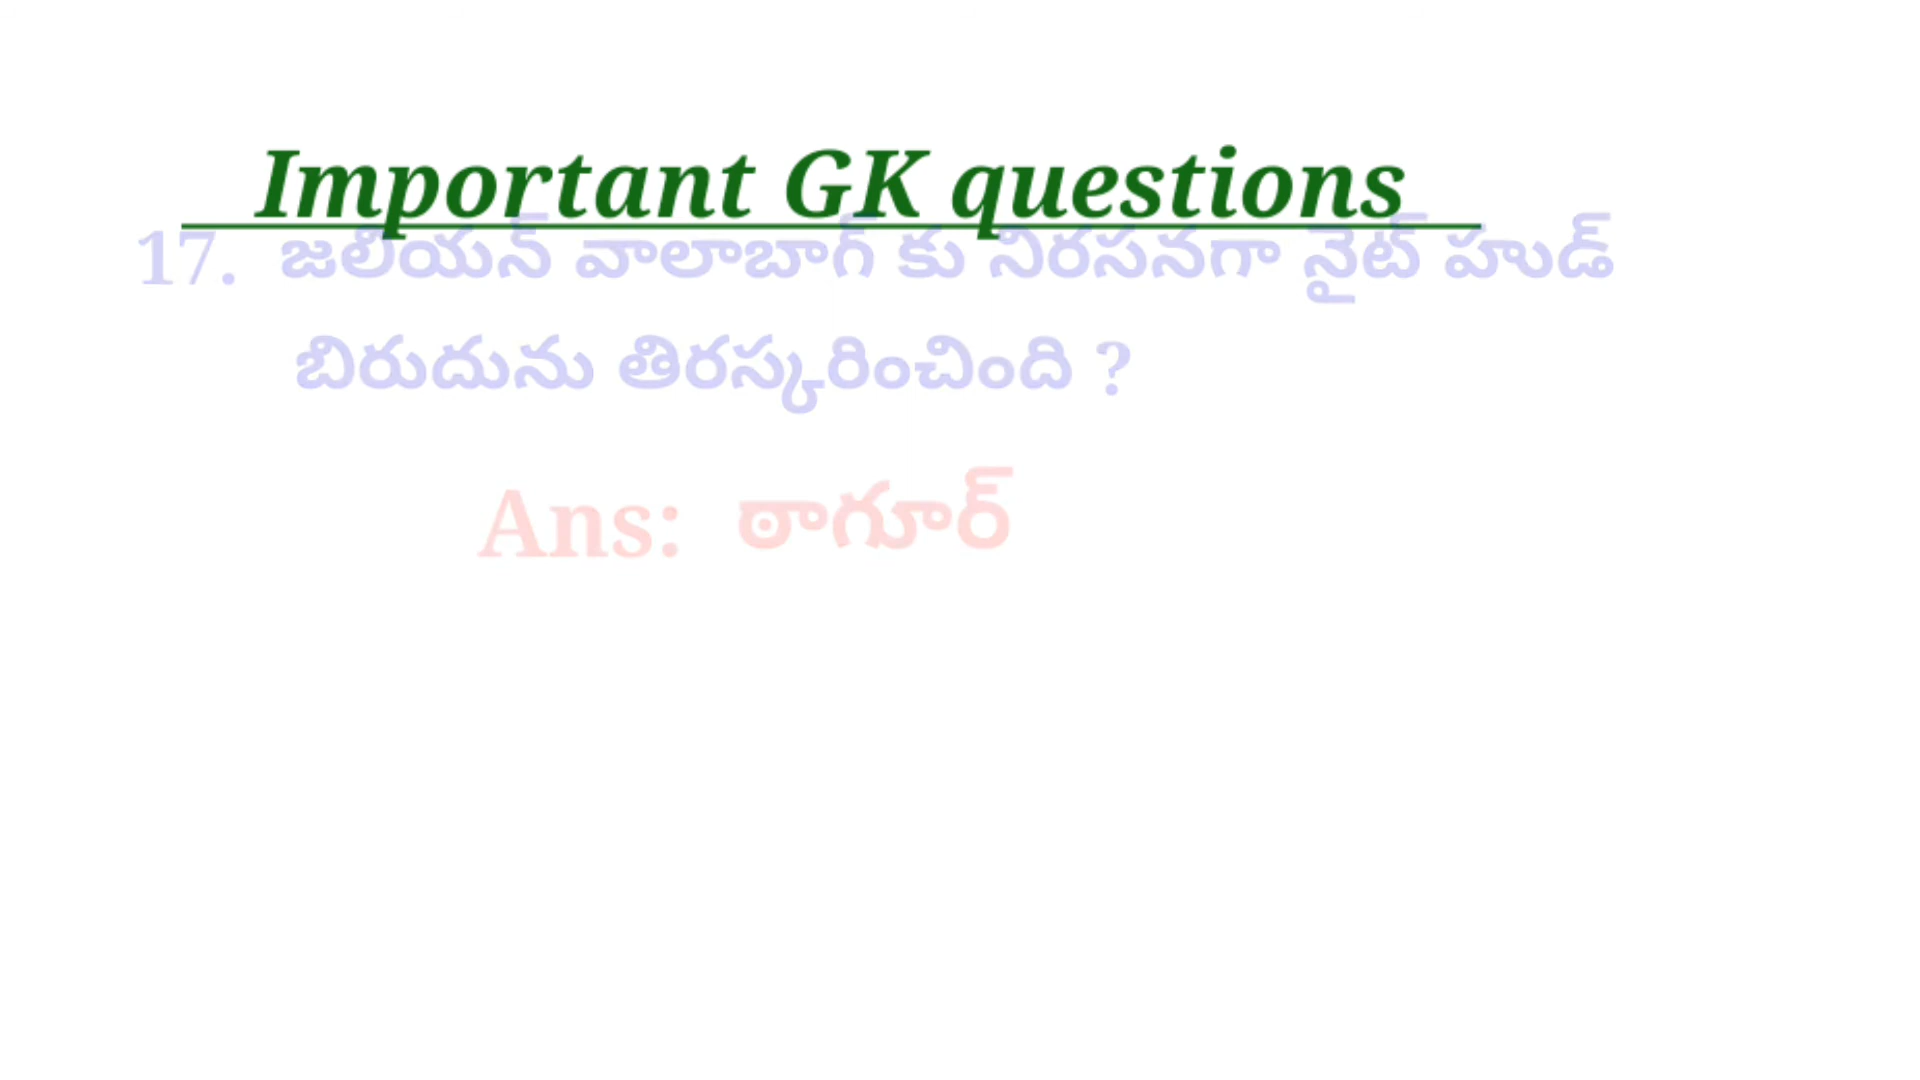 Important GK questions
17. జలియన్ వాలాబాగ్ కు నిరసనగా నైట్ హుడ్
బిరుదును తిరస్కరించింది ?
Ans: ఠాగూర్